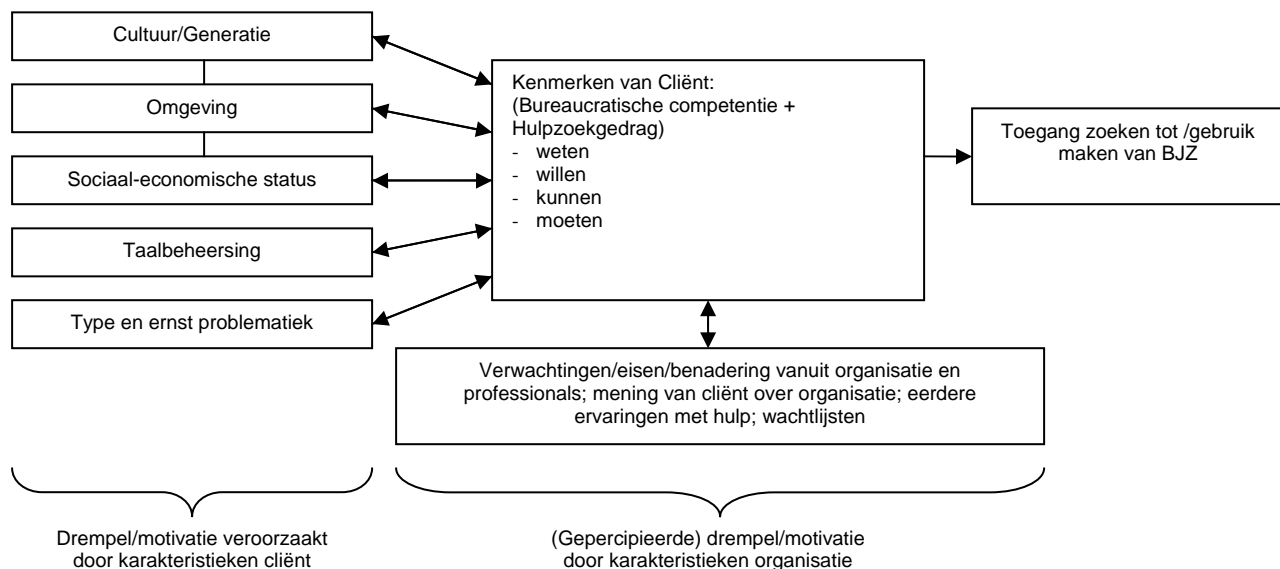 Cultuur/Generatie
Omgeving
Sociaal-economische status
Taalbeheersing
Type en ernst problematiek
Kenmerken van Cliënt:
(Bureaucratische competentie +
Hulpzoekgedrag)
- weten
- willen
- kunnen
- moeten
Toegang zoeken tot /gebruik
maken van BJZ
Verwachtingen/eisen/benadering vanuit organisatie en
professionals; mening van cliënt over organisatie; eerdere
ervaringen met hulp; wachtlijsten
Drempel/motivatie veroorzaakt
door karakteristieken cliënt
(Gepercipieerde) drempel/motivatie
door karakteristieken organisatie